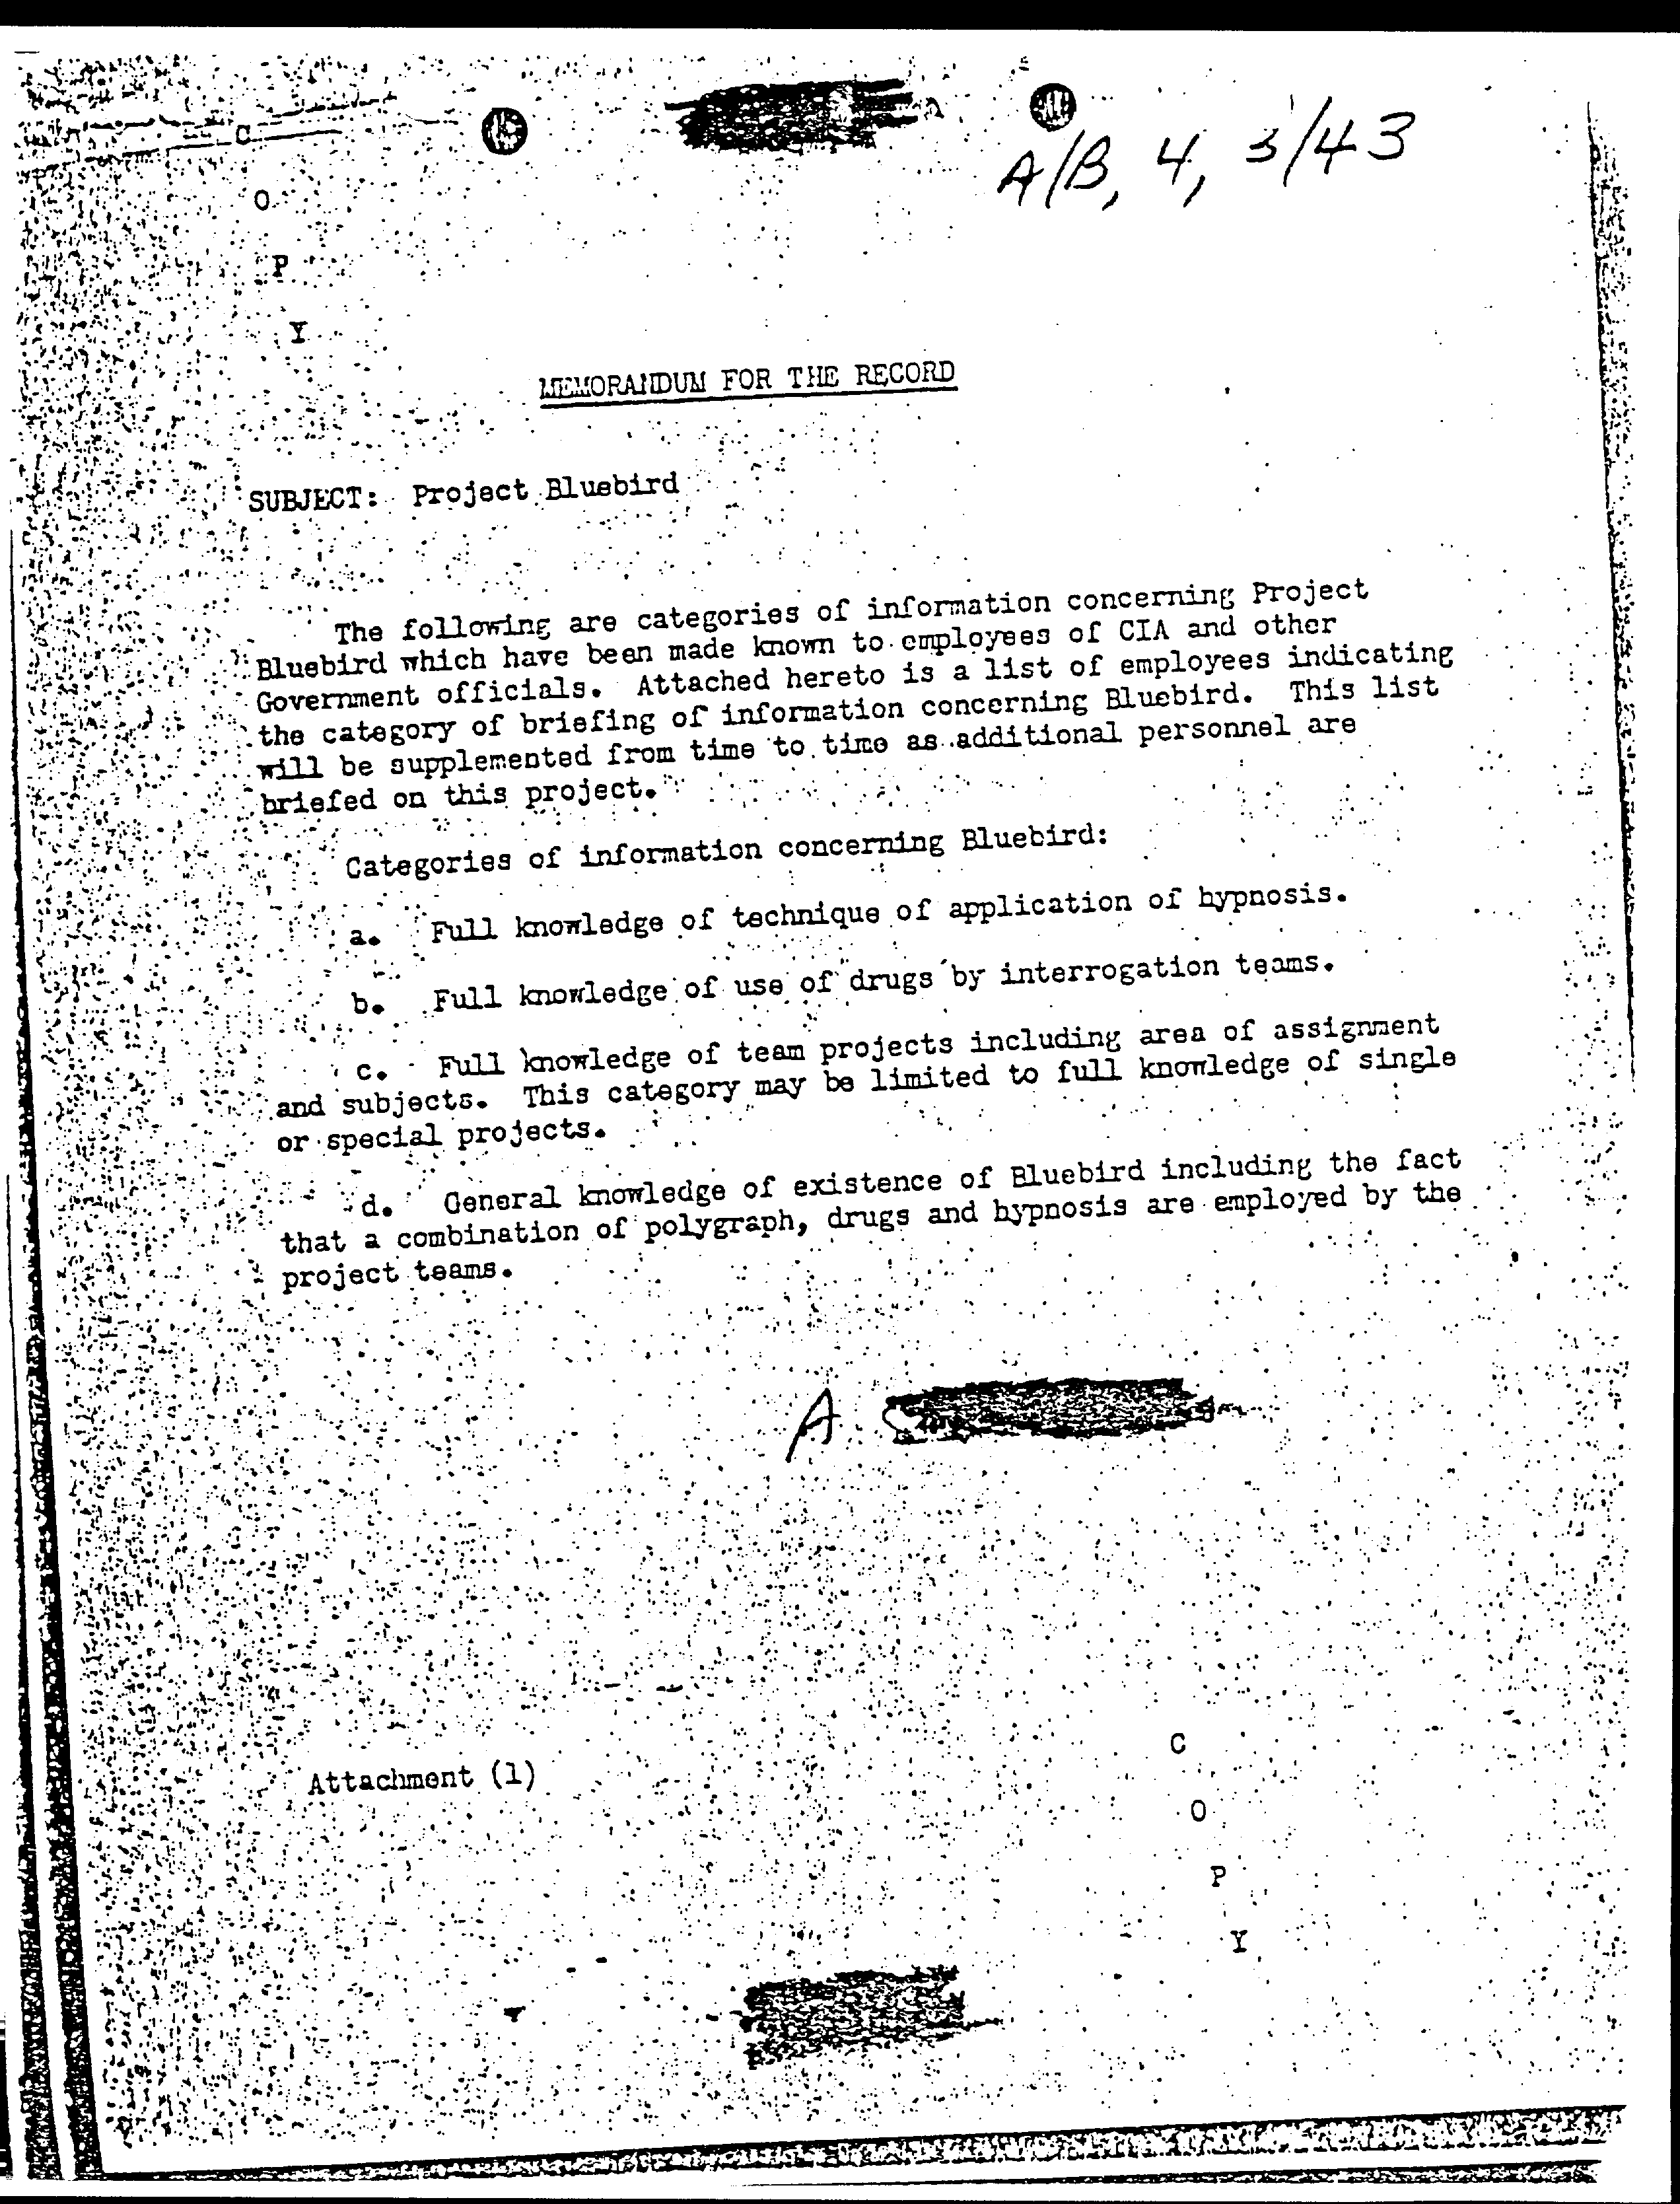 C
O
P
Y
A/B, 4, 3/43
MEMORANDUM FOR THE RECORD
SUBJECT: Project Bluebird
The following are categories of information concerning Project
Bluebird which have been made known to employees of CIA and other
Government officials. Attached hereto is a list of employees indicating
the category of briefing of information concerning Bluebird. This list
will be supplemented from time to time as additional personnel are
briefed on this project.
Categories of information concerning Bluebird:
a. Full knowledge of technique of application of hypnosis.
b. Full knowledge of use of drugs by interrogation teams.
c. Full knowledge of team projects including area of assignment
and subjects. This category may be limited to full knowledge of single
or special projects.
d. General knowledge of existence of Bluebird including the fact
that a combination of polygraph, drugs and hypnosis are employed by the
project teams.
A
Attachment (1)
C
O
P
Y